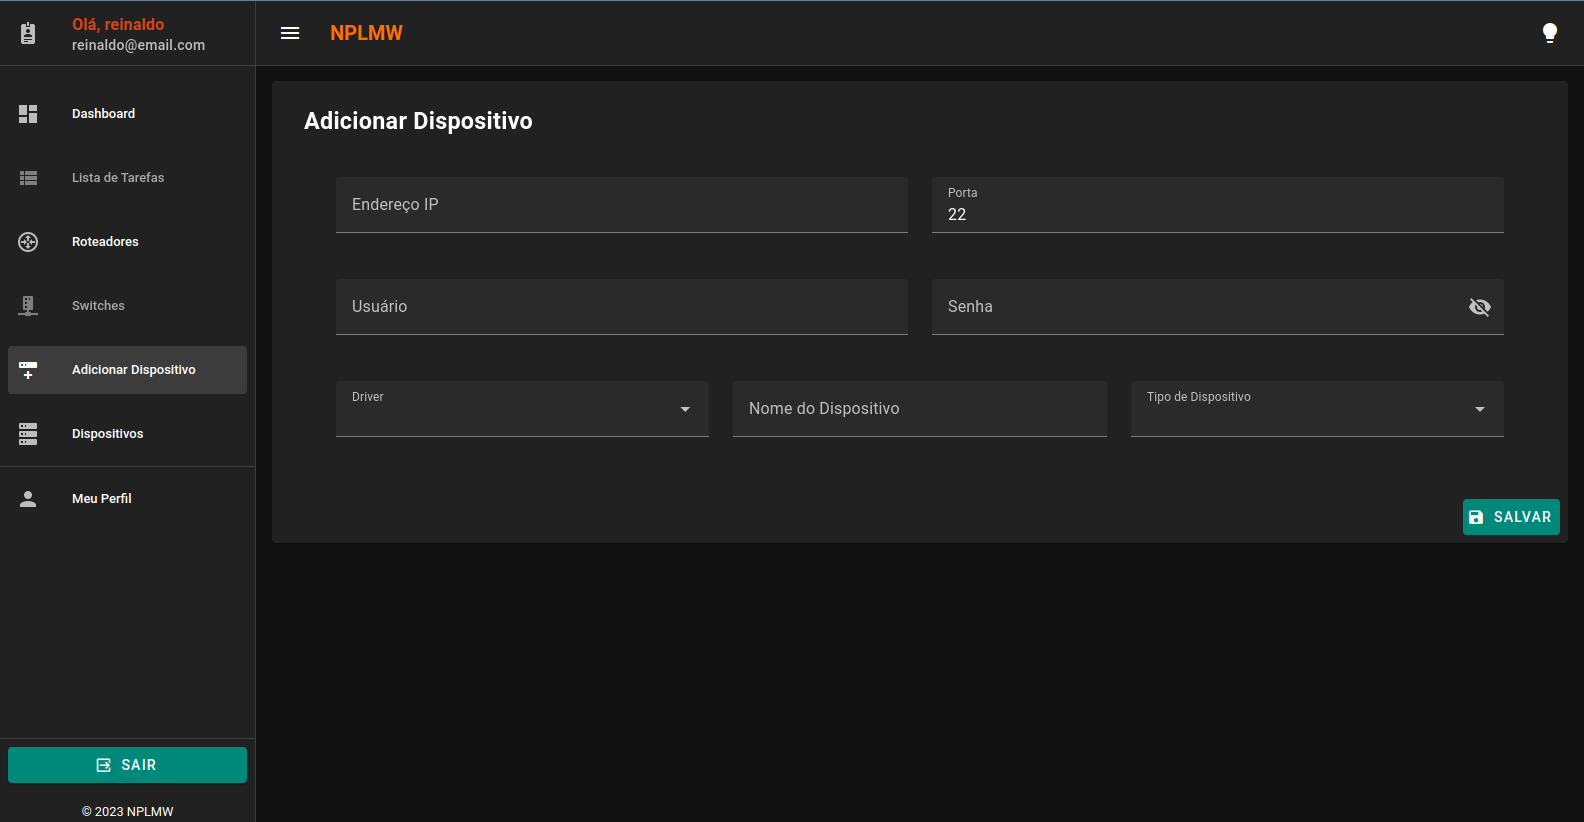 Olá, reinaldo
reinaldo@email.com
NPLMW
Dashboard
Lista de Tarefas
Roteadores
Switches
Adicionar Dispositivo
Dispositivos
Meu Perfil
SAIR
© 2023 NPLMW
Adicionar Dispositivo
Endereço IP
Porta
22
Usuário
Senha
Driver
Nome do Dispositivo
Tipo de Dispositivo
SALVAR